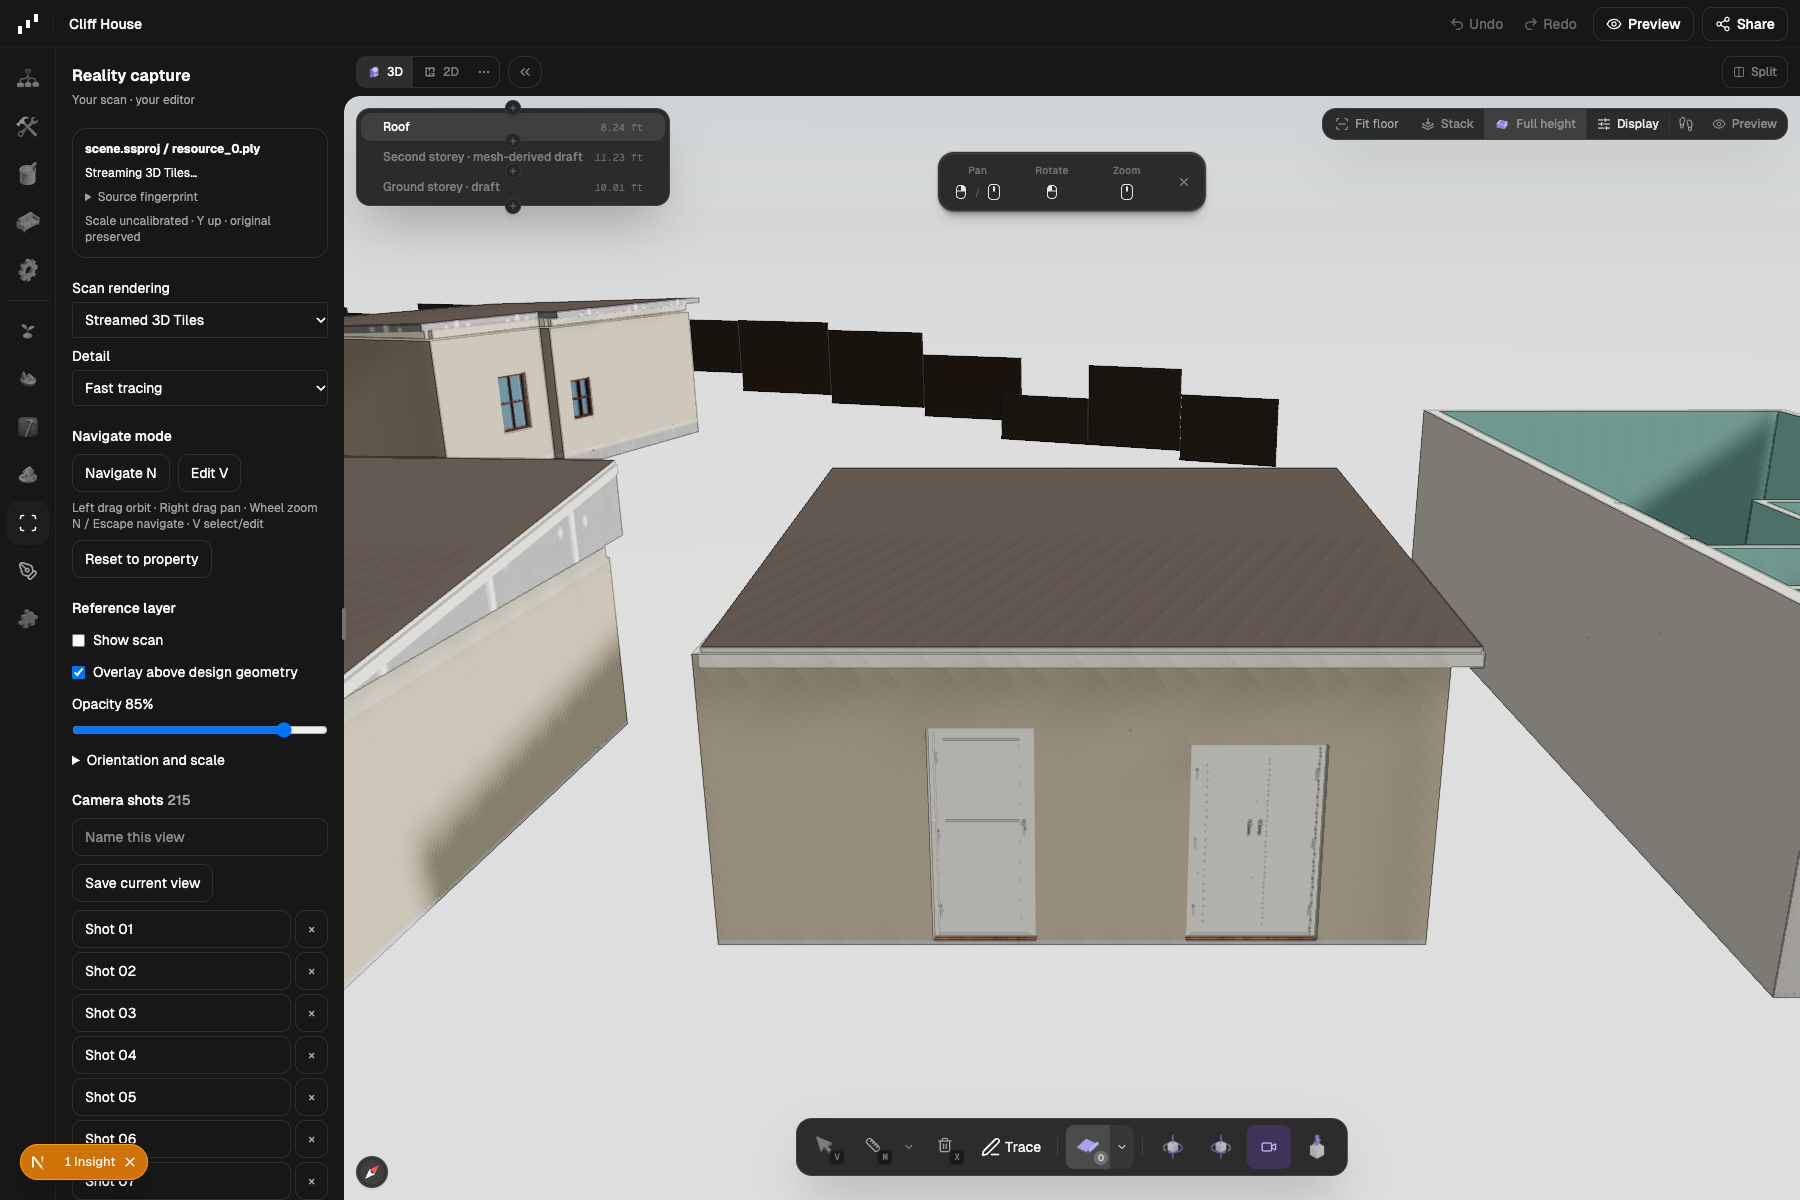 Cliff House
Undo
Redo
Preview
Share
Reality capture
Your scan · your editor
scene.ssproj / resource_0.ply
Streaming 3D Tiles…
Source fingerprint
Scale uncalibrated · Y up · original
preserved
Scan rendering
Streamed 3D Tiles
Detail
Fast tracing
Navigate mode
Navigate N
Edit V
Left drag orbit · Right drag pan · Wheel zoom
N / Escape navigate · V select/edit
Reset to property
Reference layer
Show scan
Overlay above design geometry
Opacity 85%
Orientation and scale
Camera shots 215
Name this view
Save current view
Shot 01
Shot 02
Shot 03
Shot 04
Shot 05
Shot 06
Shot 07
N 1 Insight
3D
2D
Split
Roof 8.24 ft
Second storey · mesh-derived draft 11.23 ft
Ground storey · draft 10.01 ft
Pan
Rotate
Zoom
/
Fit floor
Stack
Full height
Display
Preview
V
M
X
Trace
0